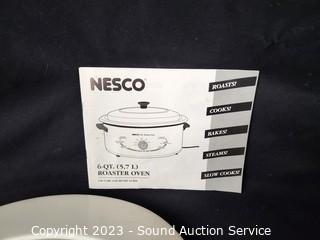 NESCO
ROASTS!
COOKS!
BAKES!
STEAMS!
SLOW COOKS!
6-QT. (5,7 L)
ROASTER OVEN
Copyright 2023 - Sound Auction Service